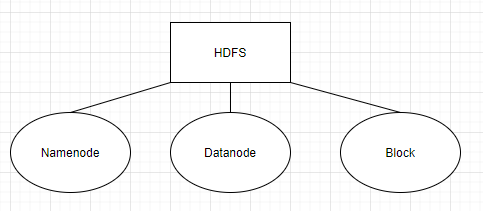 HDFS
Namenode
Datanode
Block